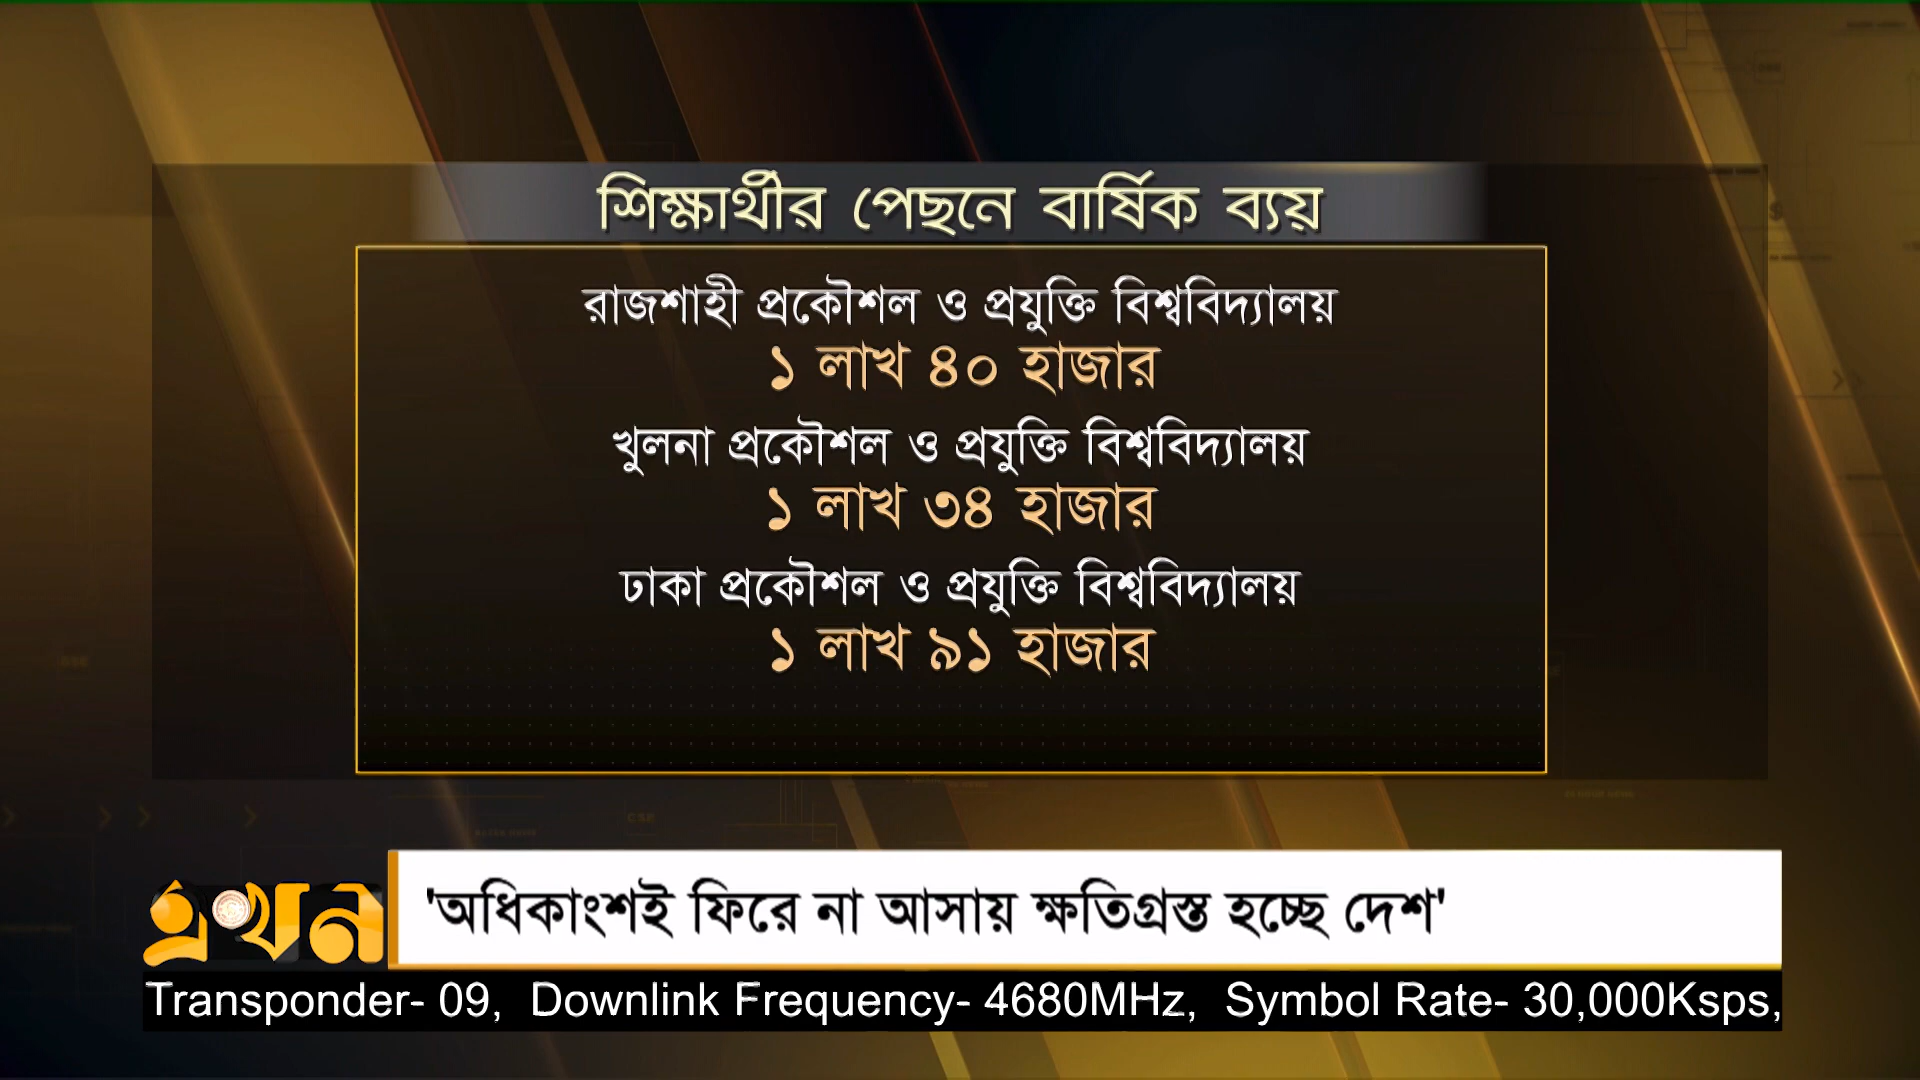 শিক্ষার্থীর পেছনে বার্ষিক ব্যয়
রাজশাহী প্রকৌশল ও প্রযুক্তি বিশ্ববিদ্যালয়
১ লাখ ৪০ হাজার
খুলনা প্রকৌশল ও প্রযুক্তি বিশ্ববিদ্যালয়
১ লাখ ৩৪ হাজার
ঢাকা প্রকৌশল ও প্রযুক্তি বিশ্ববিদ্যালয়
১ লাখ ৯১ হাজার
এখন
'অধিকাংশই ফিরে না আসায় ক্ষতিগ্রস্ত হচ্ছে দেশ'
Transponder- 09, Downlink Frequency- 4680MHz, Symbol Rate- 30,000Ksps,